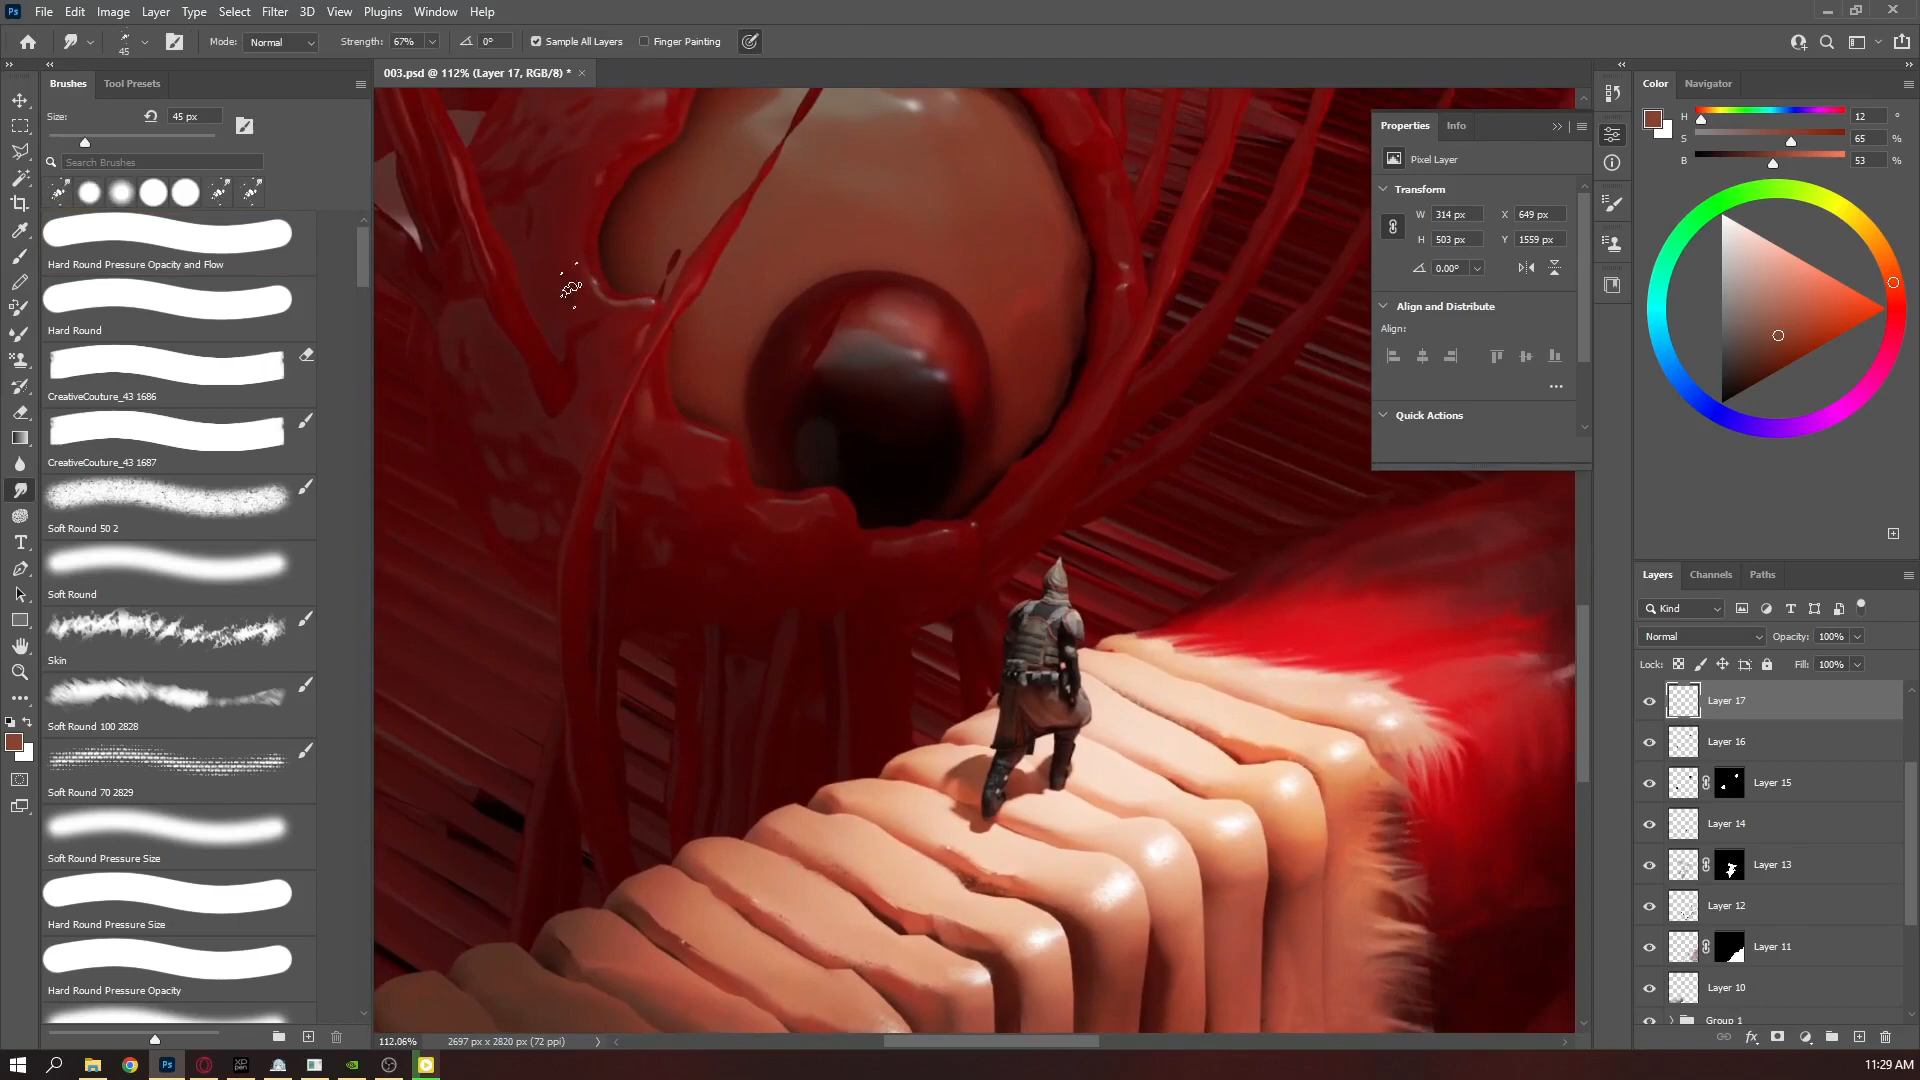 Ps File Edit Image Layer Type Select Filter 3D View Plugins Window Help
45 Mode: Normal Strength: 67% 0° Sample All Layers Finger Painting
003.psd @ 112% (Layer 17, RGB/8) *
Brushes Tool Presets
Size: 45 px
Search Brushes
Hard Round Pressure Opacity and Flow
Hard Round
CreativeCouture_43 1686
CreativeCouture_43 1687
Soft Round 50 2
Soft Round
Skin
Soft Round 100 2828
Soft Round 70 2829
Soft Round Pressure Size
Hard Round Pressure Size
Hard Round Pressure Opacity
Properties Info
Pixel Layer
Transform
W 314 px X 649 px
H 503 px Y 1559 px
0.00°
Align and Distribute
Align:
Quick Actions
Color Navigator
H 12 °
S 65 %
B 53 %
Layers Channels Paths
Kind
Normal Opacity: 100%
Lock: Fill: 100%
Layer 17
Layer 16
Layer 15
Layer 14
Layer 13
Layer 12
Layer 11
Layer 10
Group 1
112.06% 2697 px x 2820 px (72 ppi)
Ps XP PEN 11:29 AM